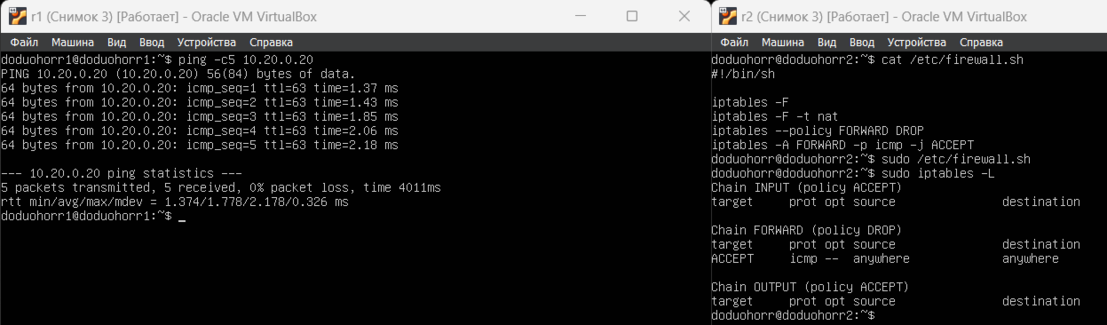 r1 (Снимок 3) [Работает] - Oracle VM VirtualBox
Файл Машина Вид Ввод Устройства Справка
doduohorr1@doduohorr1:~$ ping -c5 10.20.0.20
PING 10.20.0.20 (10.20.0.20) 56(84) bytes of data.
64 bytes from 10.20.0.20: icmp_seq=1 ttl=63 time=1.37 ms
64 bytes from 10.20.0.20: icmp_seq=2 ttl=63 time=1.43 ms
64 bytes from 10.20.0.20: icmp_seq=3 ttl=63 time=1.85 ms
64 bytes from 10.20.0.20: icmp_seq=4 ttl=63 time=2.06 ms
64 bytes from 10.20.0.20: icmp_seq=5 ttl=63 time=2.18 ms
--- 10.20.0.20 ping statistics ---
5 packets transmitted, 5 received, 0% packet loss, time 4011ms
rtt min/avg/max/mdev = 1.374/1.778/2.178/0.326 ms
doduohorr1@doduohorr1:~$ _
r2 (Снимок 3) [Работает] - Oracle VM VirtualBox
Файл Машина Вид Ввод Устройства Справка
doduohorr@doduohorr2:~$ cat /etc/firewall.sh
#!/bin/sh
iptables -F
iptables -F -t nat
iptables --policy FORWARD DROP
iptables -A FORWARD -p icmp -j ACCEPT
doduohorr@doduohorr2:~$ sudo /etc/firewall.sh
doduohorr@doduohorr2:~$ sudo iptables -L
Chain INPUT (policy ACCEPT)
target prot opt source destination
Chain FORWARD (policy DROP)
target prot opt source destination
ACCEPT icmp -- anywhere anywhere
Chain OUTPUT (policy ACCEPT)
target prot opt source destination
doduohorr@doduohorr2:~$